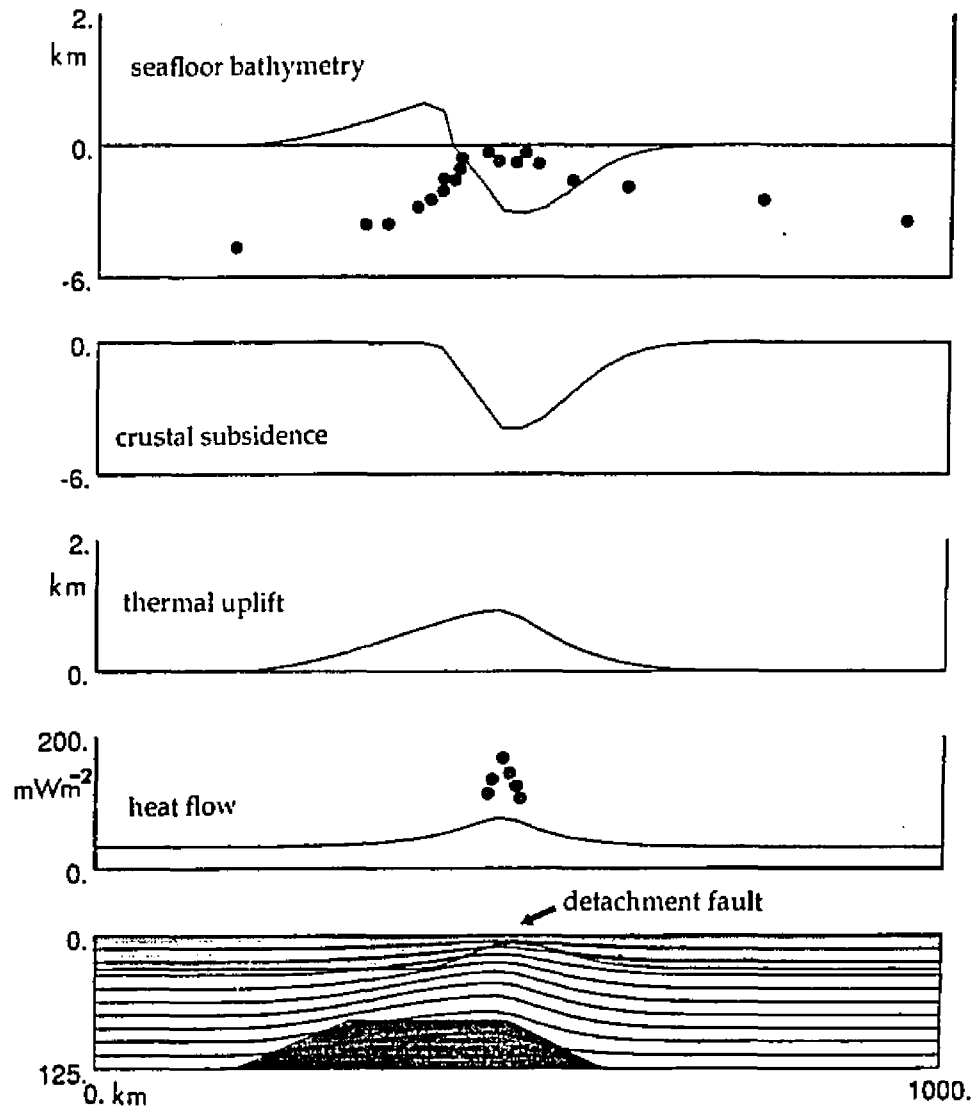 2.
km
seafloor bathymetry
0.
-6.
0.
crustal subsidence
-6.
2.
km
thermal uplift
0.
200.
mWm-2
heat flow
0.
detachment fault
0.
125.
0. km
1000.